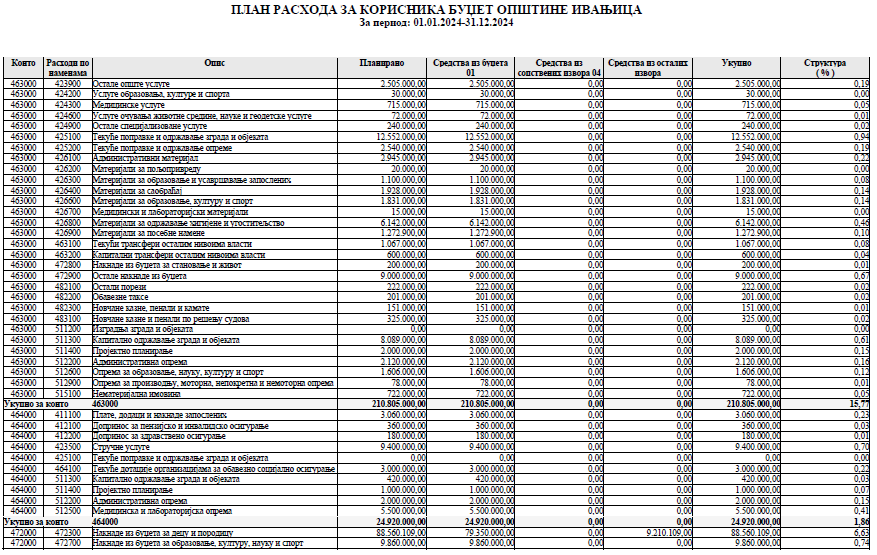 ПЛАН РАСХОДА ЗА КОРИСНИКА БУЏЕТ ОПШТИНЕ ИВАЊИЦА
За период: 01.01.2024-31.12.2024
Конто Расходи по наменама Опис Планирано Средства из буџета 01 Средства из сопствених извора 04 Средства из осталих извора Укупно Структура ( % )
463000 423900 Остале опште услуге 2.505.000,00 2.505.000,00 0,00 0,00 2.505.000,00 0,19
463000 424200 Услуге образовања, културе и спорта 30.000,00 30.000,00 0,00 0,00 30.000,00 0,00
463000 424300 Медицинске услуге 715.000,00 715.000,00 0,00 0,00 715.000,00 0,05
463000 424600 Услуге очувања животне средине, науке и геодетске услуге 72.000,00 72.000,00 0,00 0,00 72.000,00 0,01
463000 424900 Остале специјализоване услуге 240.000,00 240.000,00 0,00 0,00 240.000,00 0,02
463000 425100 Текуће поправке и одржавање зграда и објеката 12.552.000,00 12.552.000,00 0,00 0,00 12.552.000,00 0,94
463000 425200 Текуће поправке и одржавање опреме 2.540.000,00 2.540.000,00 0,00 0,00 2.540.000,00 0,19
463000 426100 Административни материјал 2.945.000,00 2.945.000,00 0,00 0,00 2.945.000,00 0,22
463000 426200 Материјали за пољопривреду 20.000,00 20.000,00 0,00 0,00 20.000,00 0,00
463000 426300 Материјали за образовање и усавршавање запослених 1.100.000,00 1.100.000,00 0,00 0,00 1.100.000,00 0,08
463000 426400 Материјали за саобраћај 1.928.000,00 1.928.000,00 0,00 0,00 1.928.000,00 0,14
463000 426600 Материјали за образовање, културу и спорт 1.831.000,00 1.831.000,00 0,00 0,00 1.831.000,00 0,14
463000 426700 Медицински и лабораторијски материјали 15.000,00 15.000,00 0,00 0,00 15.000,00 0,00
463000 426800 Материјали за одржавање хигијене и угоститељство 6.142.000,00 6.142.000,00 0,00 0,00 6.142.000,00 0,46
463000 426900 Материјали за посебне намене 1.272.900,00 1.272.900,00 0,00 0,00 1.272.900,00 0,10
463000 463100 Текући трансфери осталим нивоима власти 1.067.000,00 1.067.000,00 0,00 0,00 1.067.000,00 0,08
463000 463200 Капитални трансфери осталим нивоима власти 600.000,00 600.000,00 0,00 0,00 600.000,00 0,04
463000 472800 Накнаде из буџета за становање и живот 200.000,00 200.000,00 0,00 0,00 200.000,00 0,01
463000 472900 Остале накнаде из буџета 9.000.000,00 9.000.000,00 0,00 0,00 9.000.000,00 0,67
463000 482100 Остали порези 222.000,00 222.000,00 0,00 0,00 222.000,00 0,02
463000 482200 Обавезне таксе 201.000,00 201.000,00 0,00 0,00 201.000,00 0,02
463000 482300 Новчане казне, пенали и камате 151.000,00 151.000,00 0,00 0,00 151.000,00 0,01
463000 483100 Новчане казне и пенали по решењу судова 325.000,00 325.000,00 0,00 0,00 325.000,00 0,02
463000 511200 Изградња зграда и објеката 0,00 0,00 0,00 0,00 0,00 0,00
463000 511300 Капитално одржавање зграда и објеката 8.089.000,00 8.089.000,00 0,00 0,00 8.089.000,00 0,61
463000 511400 Пројектно планирање 2.000.000,00 2.000.000,00 0,00 0,00 2.000.000,00 0,15
463000 512200 Административна опрема 2.120.000,00 2.120.000,00 0,00 0,00 2.120.000,00 0,16
463000 512600 Опрема за образовање, науку, културу и спорт 1.606.000,00 1.606.000,00 0,00 0,00 1.606.000,00 0,12
463000 512900 Опрема за производњу, моторна, непокретна и немоторна опрема 78.000,00 78.000,00 0,00 0,00 78.000,00 0,01
463000 515100 Нематеријална имовина 722.000,00 722.000,00 0,00 0,00 722.000,00 0,05
Укупно за конто 463000 210.805.000,00 210.805.000,00 0,00 0,00 210.805.000,00 15,77
464000 411100 Плате, додаци и накнаде запослених 3.060.000,00 3.060.000,00 0,00 0,00 3.060.000,00 0,23
464000 412100 Допринос за пензијско и инвалидско осигурање 360.000,00 360.000,00 0,00 0,00 360.000,00 0,03
464000 412200 Допринос за здравствено осигурање 180.000,00 180.000,00 0,00 0,00 180.000,00 0,01
464000 423500 Стручне услуге 9.400.000,00 9.400.000,00 0,00 0,00 9.400.000,00 0,70
464000 425100 Текуће поправке и одржавање зграда и објеката 0,00 0,00 0,00 0,00 0,00 0,00
464000 464100 Текуће дотације организацијама за обавезно социјално осигурање 3.000.000,00 3.000.000,00 0,00 0,00 3.000.000,00 0,22
464000 511300 Капитално одржавање зграда и објеката 420.000,00 420.000,00 0,00 0,00 420.000,00 0,03
464000 511400 Пројектно планирање 1.000.000,00 1.000.000,00 0,00 0,00 1.000.000,00 0,07
464000 512200 Административна опрема 2.000.000,00 2.000.000,00 0,00 0,00 2.000.000,00 0,15
464000 512500 Медицинска и лабораторијска опрема 5.500.000,00 5.500.000,00 0,00 0,00 5.500.000,00 0,41
Укупно за конто 464000 24.920.000,00 24.920.000,00 0,00 0,00 24.920.000,00 1,86
472000 472300 Накнаде из буџета за децу и породицу 88.560.109,00 79.350.000,00 0,00 9.210.109,00 88.560.109,00 6,63
472000 472700 Накнаде из буџета за образовање, културу, науку и спорт 9.860.000,00 9.860.000,00 0,00 0,00 9.860.000,00 0,74